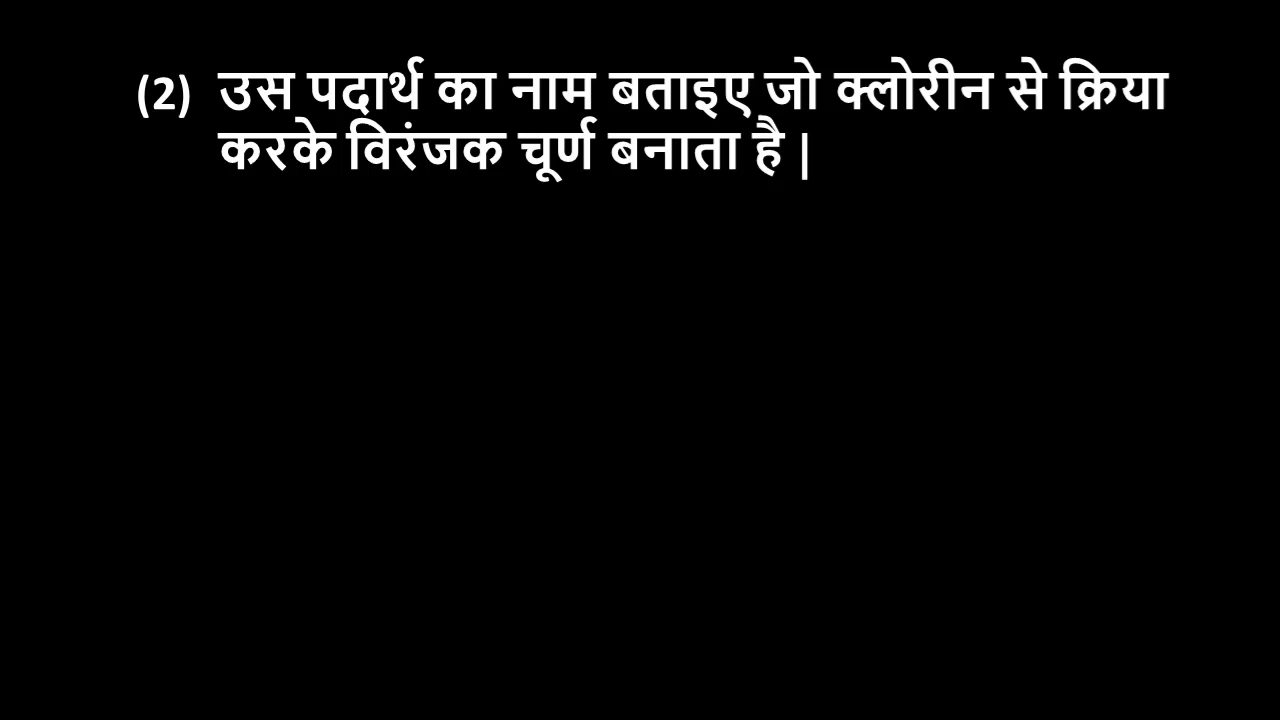 (2) उस पदार्थ का नाम बताइए जो क्लोरीन से क्रिया
करके विरंजक चूर्ण बनाता है |